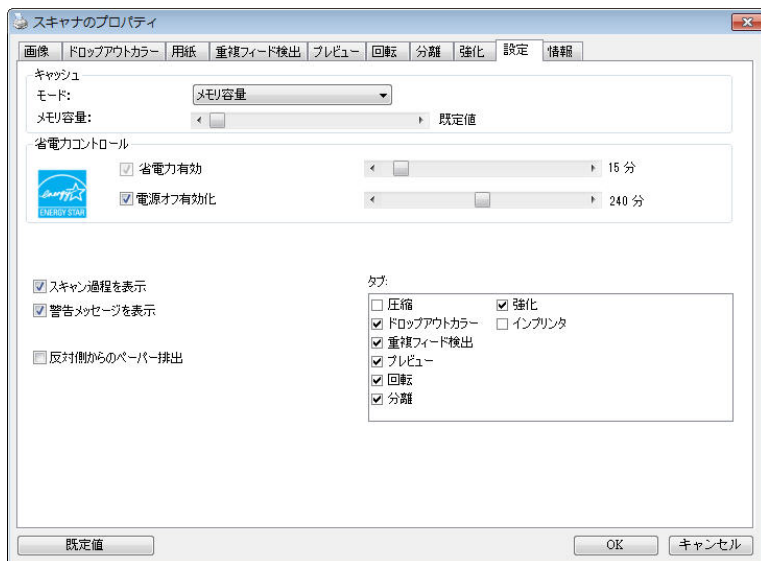 スキャナのプロパティ
画像 ドロップアウトカラー 用紙 重複フィード検出 プレビュー 回転 分離 強化 設定 情報
キャッシュ
モード: メモリ容量
メモリ容量: 既定値
省電力コントロール
省電力有効 15 分
energy
ENERGY STAR
電源オフ有効化 240 分
スキャン過程を表示
警告メッセージを表示
反対側からのペーパー排出
タブ:
圧縮 強化
ドロップアウトカラー インプリンタ
重複フィード検出
プレビュー
回転
分離
既定値 OK キャンセル